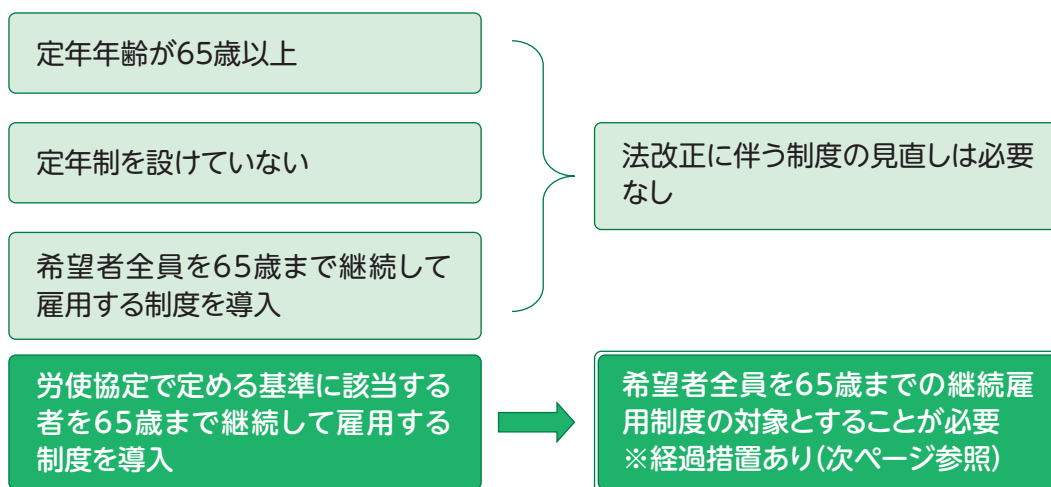 定年年齢が65歳以上
定年制を設けていない
希望者全員を65歳まで継続して
雇用する制度を導入
法改正に伴う制度の見直しは必要
なし
労使協定で定める基準に該当する
者を65歳まで継続して雇用する
制度を導入
希望者全員を65歳までの継続雇
用制度の対象とすることが必要
※経過措置あり(次ページ参照)